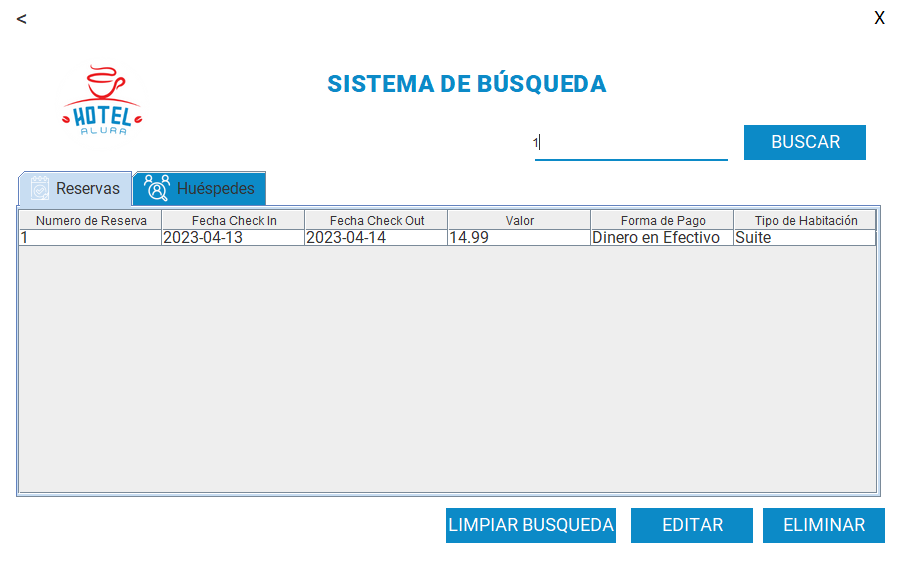 < X
HOTEL
ALURA
SISTEMA DE BÚSQUEDA
1 BUSCAR
Reservas Huéspedes
Numero de Reserva Fecha Check In Fecha Check Out Valor Forma de Pago Tipo de Habitación
1 2023-04-13 2023-04-14 14.99 Dinero en Efectivo Suite
LIMPIAR BUSQUEDA EDITAR ELIMINAR